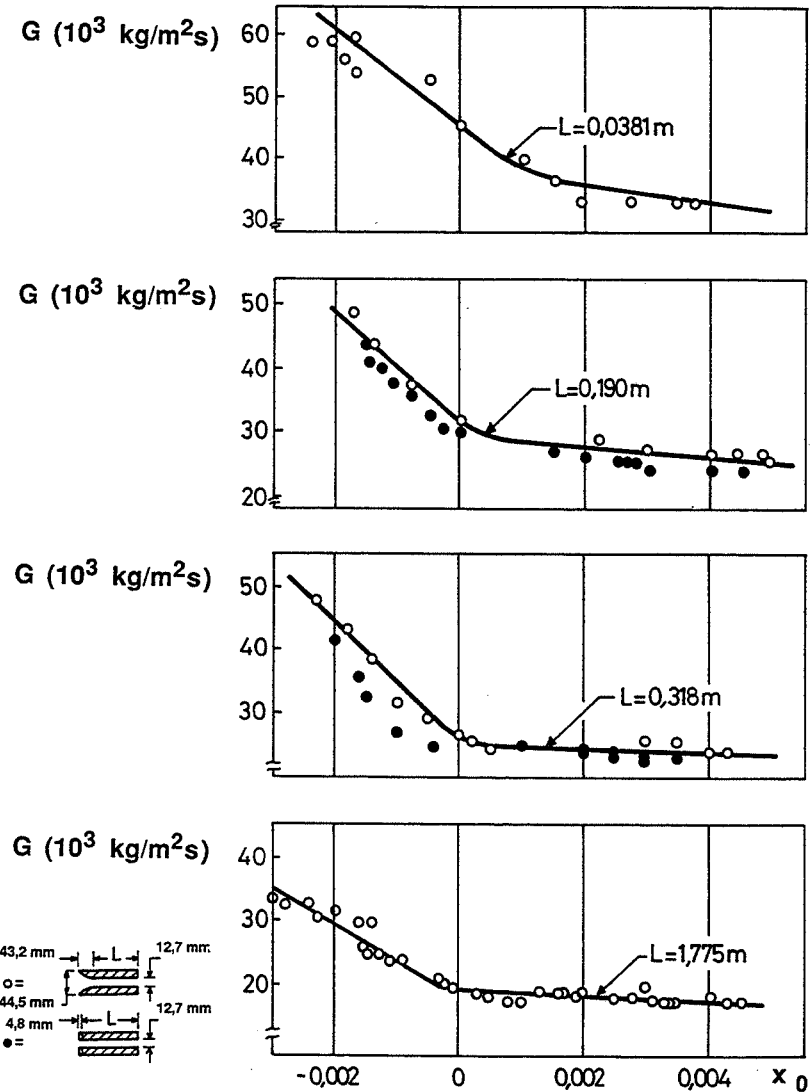 G (10³ kg/m²s)
60
50
40
30
L=0,0381m
G (10³ kg/m²s)
50
40
30
20
L=0,190m
G (10³ kg/m²s)
50
40
30
L=0,318m
G (10³ kg/m²s)
40
20
L=1,775m
43,2 mm
L
12,7 mm
o =
44,5 mm
4,8 mm
L
12,7 mm
● =
-0,002
0
0,002
0,004
x 0